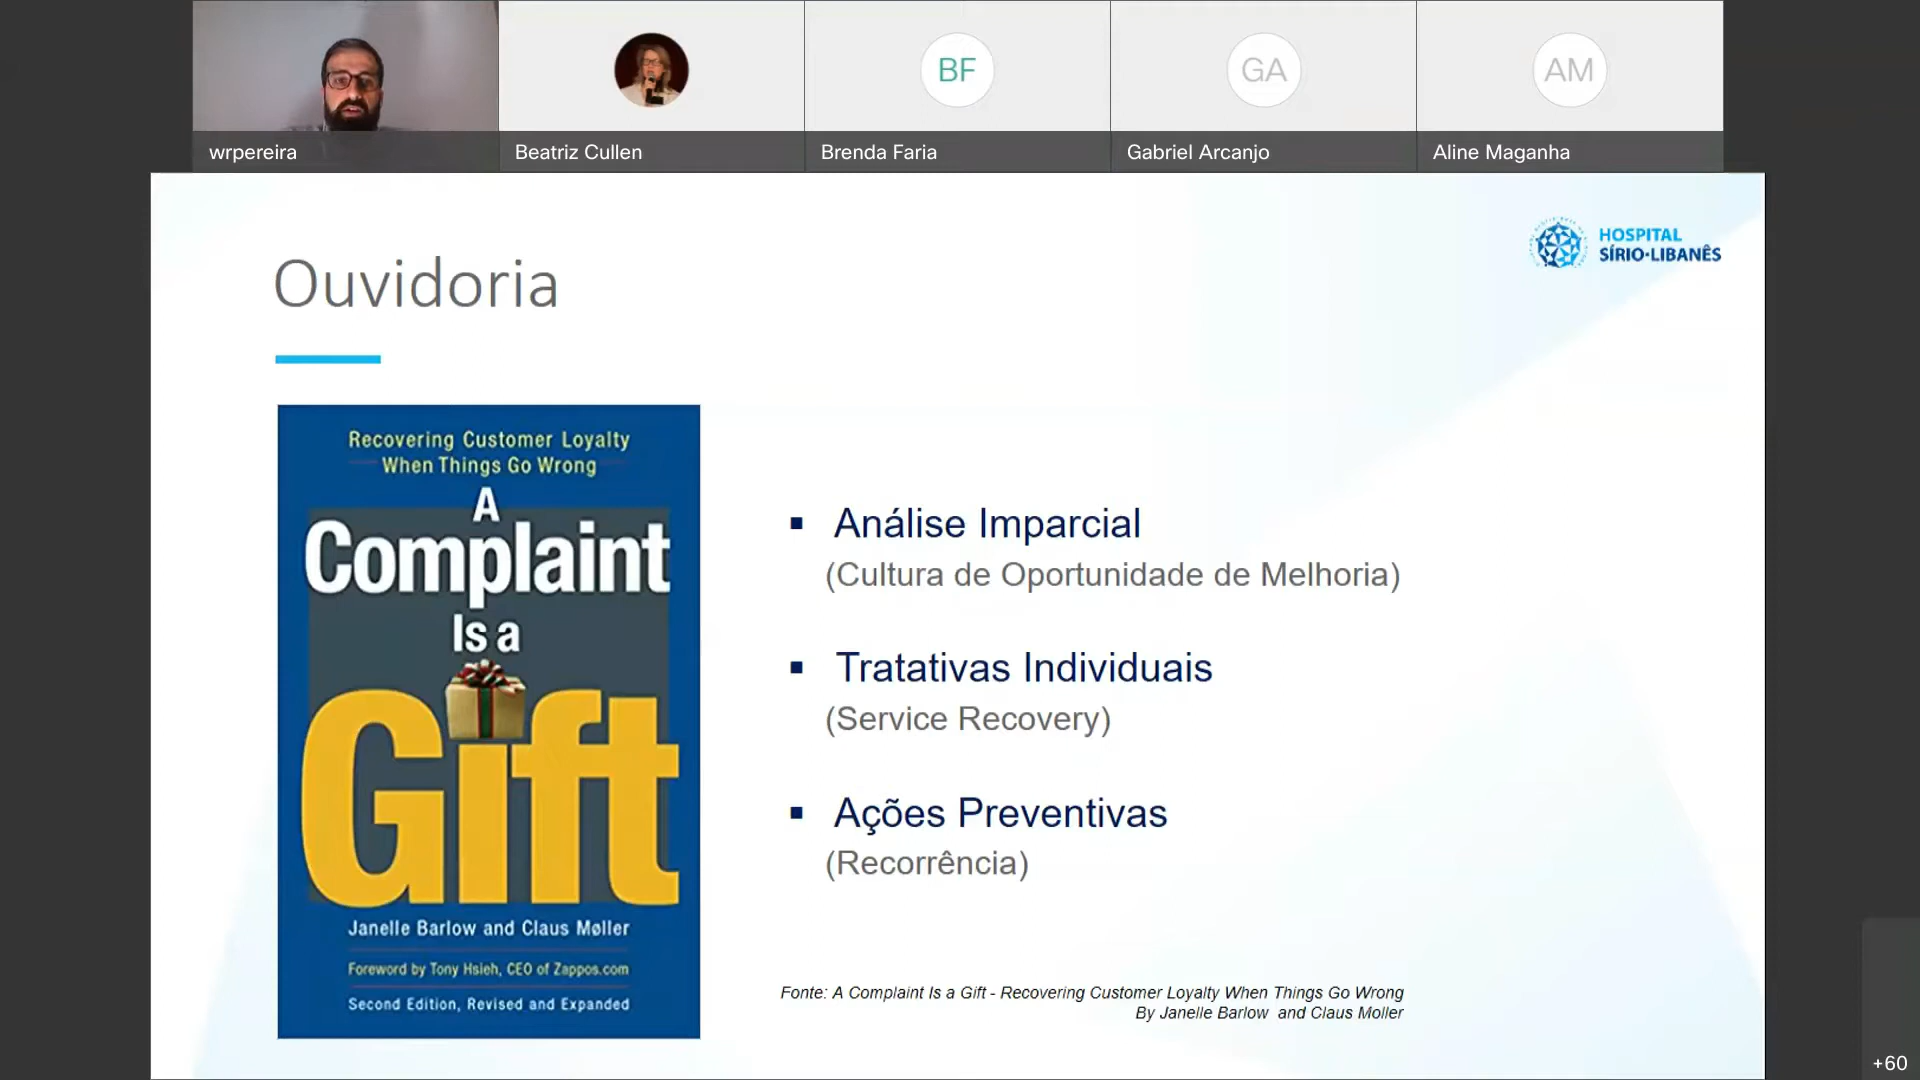 BF
GA
AM
wrpereira
Beatriz Cullen
Brenda Faria
Gabriel Arcanjo
Aline Maganha
HOSPITAL
SÍRIO•LIBANÊS
Ouvidoria
Recovering Customer Loyalty
When Things Go Wrong
A
Complaint
Is a
Gift
Janelle Barlow and Claus Møller
Foreword by Tony Hsieh, CEO of Zappos.com
Second Edition, Revised and Expanded
▪ Análise Imparcial
(Cultura de Oportunidade de Melhoria)
▪ Tratativas Individuais
(Service Recovery)
▪ Ações Preventivas
(Recorrência)
Fonte: A Complaint Is a Gift - Recovering Customer Loyalty When Things Go Wrong
By Janelle Barlow and Claus Moller
+60